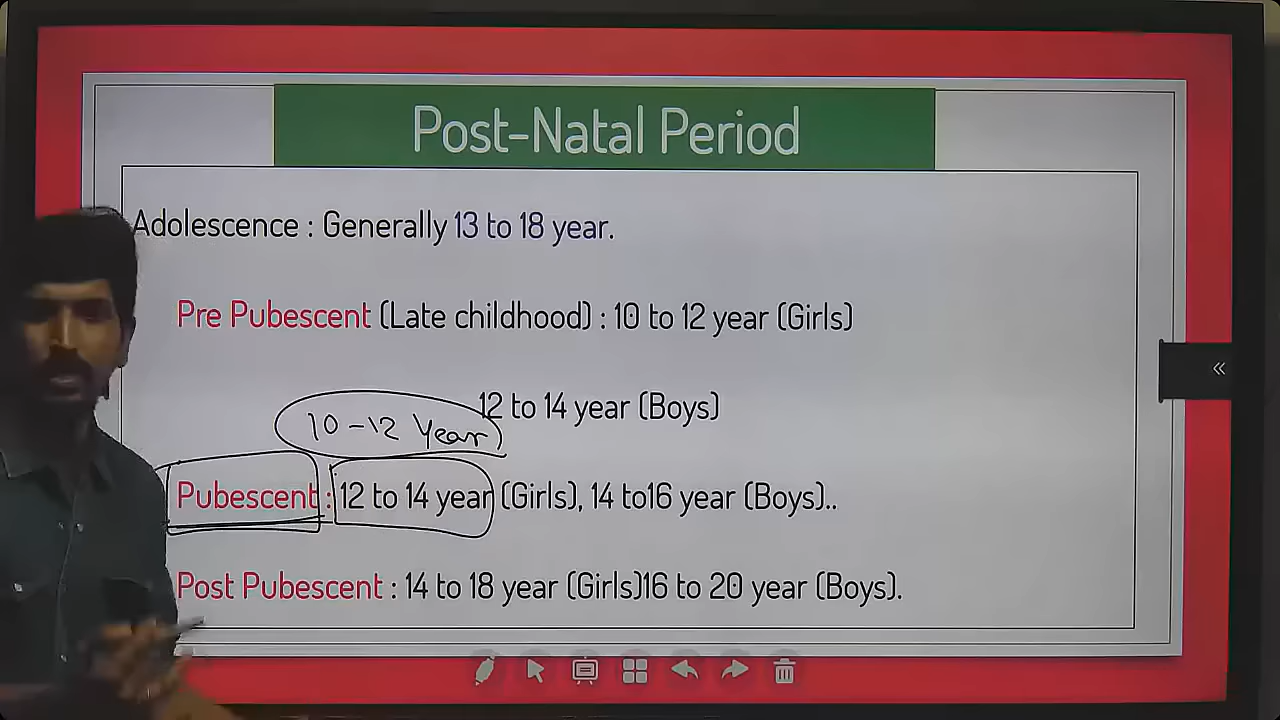 Post-Natal Period
Adolescence : Generally 13 to 18 year.
Pre Pubescent (Late childhood) : 10 to 12 year (Girls)
12 to 14 year (Boys)
10-12 Year
Pubescent : 12 to 14 year (Girls), 14 to16 year (Boys)..
Post Pubescent : 14 to 18 year (Girls)16 to 20 year (Boys).
«